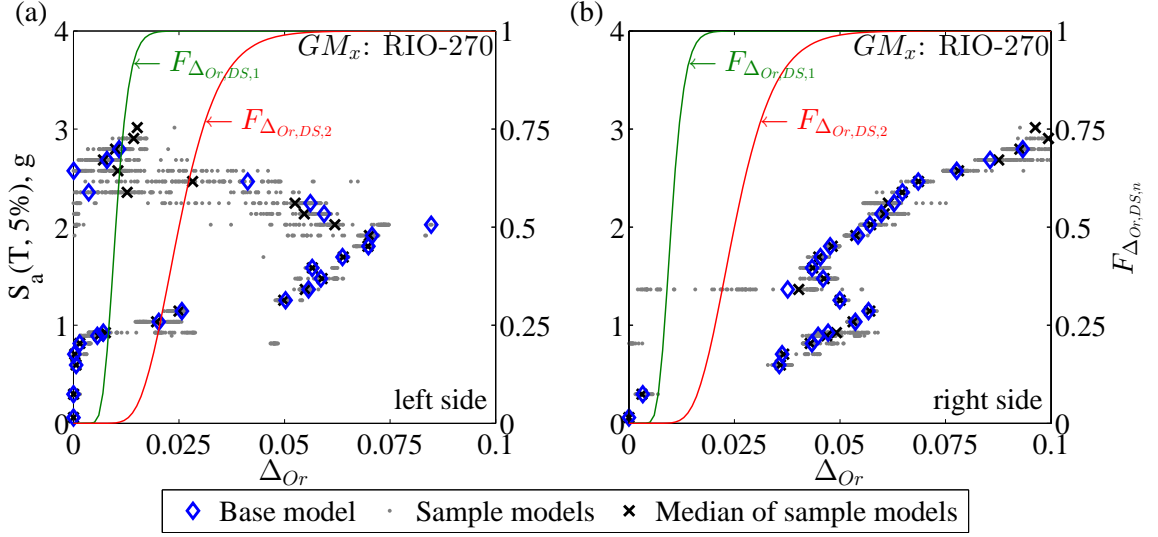 (a)
(b)
GM_x: RIO-270
GM_x: RIO-270
F_{Δ_{Or,DS,1}}
F_{Δ_{Or,DS,1}}
F_{Δ_{Or,DS,2}}
F_{Δ_{Or,DS,2}}
4
3
2
1
0
S_a(T, 5%), g
1
0.75
0.5
0.25
0
4
3
2
1
0
1
0.75
0.5
0.25
0
F_{Δ_{Or,DS,n}}
left side
right side
0 0.025 0.05 0.075 0.1
0 0.025 0.05 0.075 0.1
Δ_{Or}
Δ_{Or}
Base model
Sample models
Median of sample models